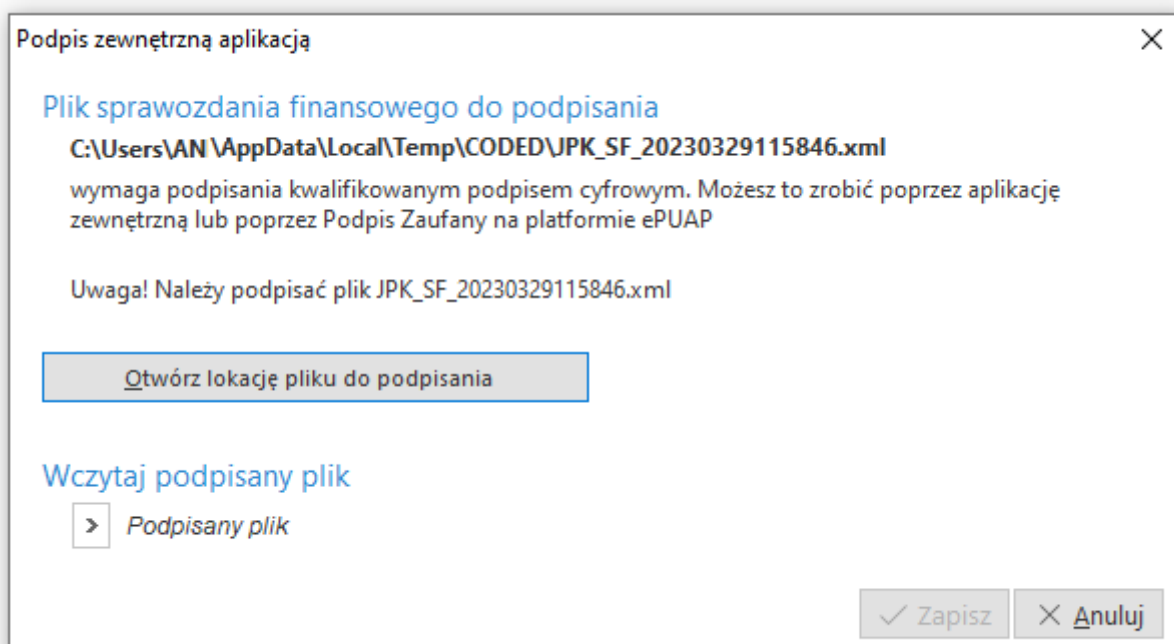 Podpis zewnętrzną aplikacją
Plik sprawozdania finansowego do podpisania
C:\Users\AN\AppData\Local\Temp\CODED\JPK_SF_20230329115846.xml
wymaga podpisania kwalifikowanym podpisem cyfrowym. Możesz to zrobić poprzez aplikację
zewnętrzną lub poprzez Podpis Zaufany na platformie ePUAP
Uwaga! Należy podpisać plik JPK_SF_20230329115846.xml
Otwórz lokację pliku do podpisania
Wczytaj podpisany plik
Podpisany plik
Zapisz
Anuluj